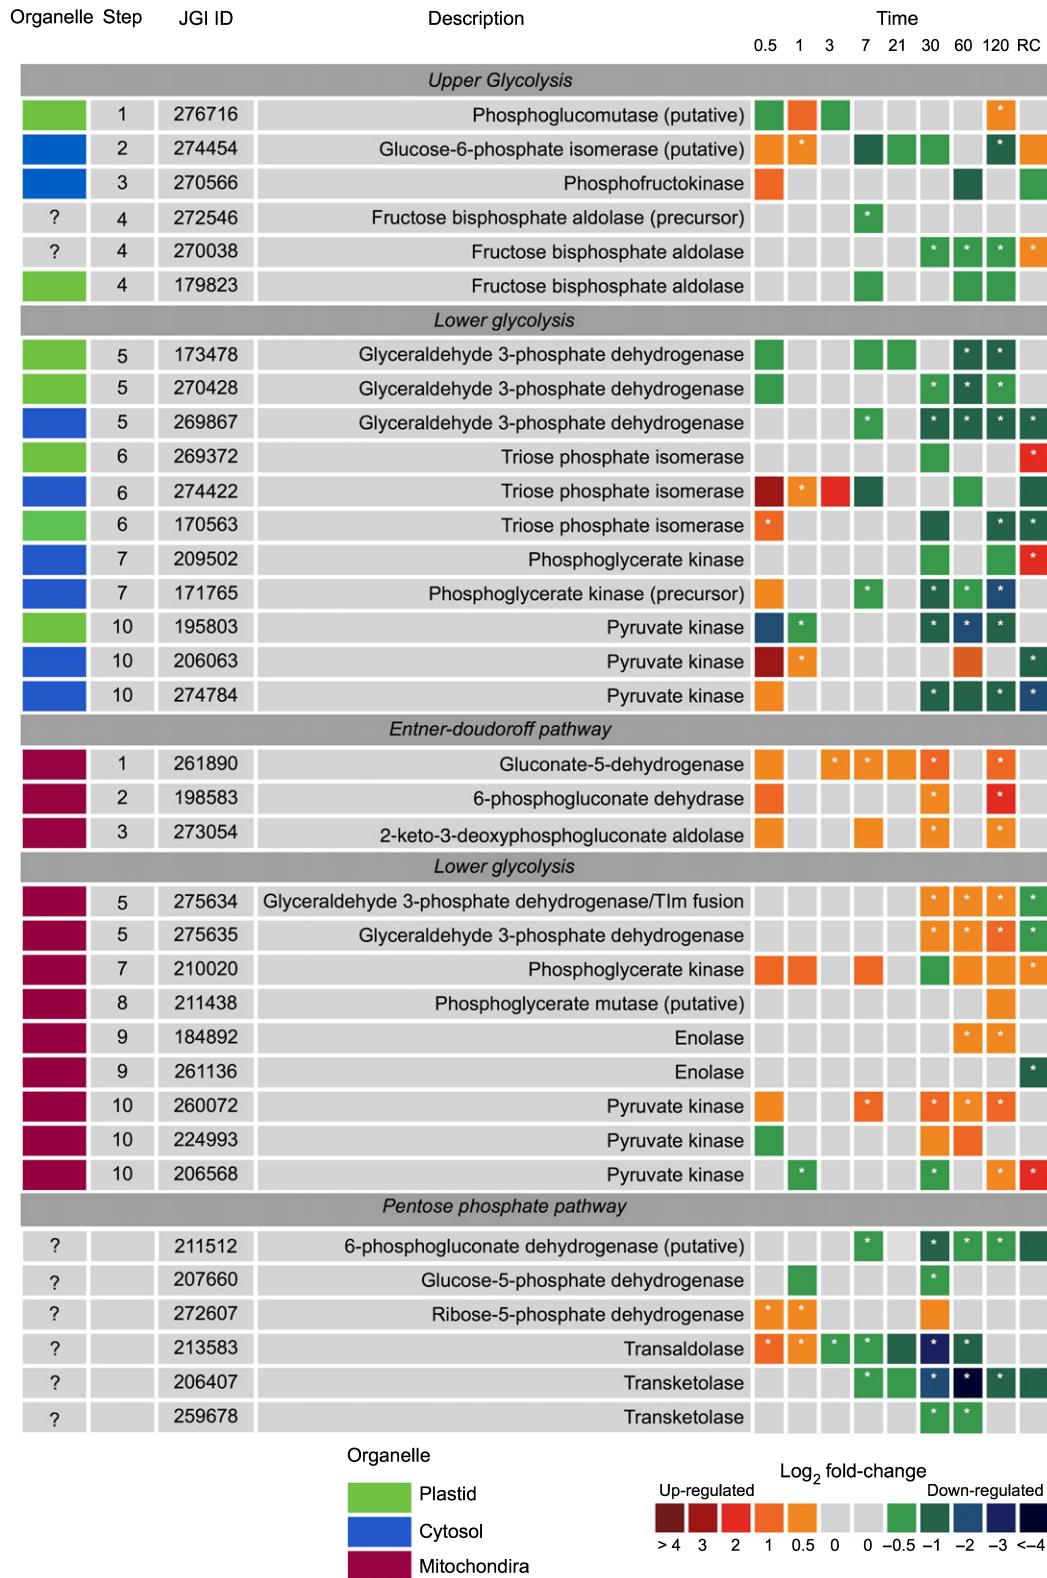 Organelle Step JGI ID Description Time
0.5 1 3 7 21 30 60 120 RC
Upper Glycolysis
1 276716 Phosphoglucomutase (putative) *
2 274454 Glucose-6-phosphate isomerase (putative) * *
3 270566 Phosphofructokinase
? 4 272546 Fructose bisphosphate aldolase (precursor) *
? 4 270038 Fructose bisphosphate aldolase * * * *
4 179823 Fructose bisphosphate aldolase
Lower glycolysis
5 173478 Glyceraldehyde 3-phosphate dehydrogenase * *
5 270428 Glyceraldehyde 3-phosphate dehydrogenase * * *
5 269867 Glyceraldehyde 3-phosphate dehydrogenase * * * * *
6 269372 Triose phosphate isomerase *
6 274422 Triose phosphate isomerase *
6 170563 Triose phosphate isomerase * * *
7 209502 Phosphoglycerate kinase *
7 171765 Phosphoglycerate kinase (precursor) * * * *
10 195803 Pyruvate kinase * * * *
10 206063 Pyruvate kinase * *
10 274784 Pyruvate kinase * * *
Entner-doudoroff pathway
1 261890 Gluconate-5-dehydrogenase * * * *
2 198583 6-phosphogluconate dehydrase * *
3 273054 2-keto-3-deoxyphosphogluconate aldolase * *
Lower glycolysis
5 275634 Glyceraldehyde 3-phosphate dehydrogenase/TIm fusion * * * *
5 275635 Glyceraldehyde 3-phosphate dehydrogenase * * * *
7 210020 Phosphoglycerate kinase *
8 211438 Phosphoglycerate mutase (putative)
9 184892 Enolase * *
9 261136 Enolase *
10 260072 Pyruvate kinase * * * *
10 224993 Pyruvate kinase
10 206568 Pyruvate kinase * * * *
Pentose phosphate pathway
? 211512 6-phosphogluconate dehydrogenase (putative) * * * *
? 207660 Glucose-5-phosphate dehydrogenase *
? 272607 Ribose-5-phosphate dehydrogenase * *
? 213583 Transaldolase * * * * * *
? 206407 Transketolase * * * *
? 259678 Transketolase * *
Organelle
Plastid
Cytosol
Mitochondira
Log2 fold-change
Up-regulated Down-regulated
> 4 3 2 1 0.5 0 0 –0.5 –1 –2 –3 <–4